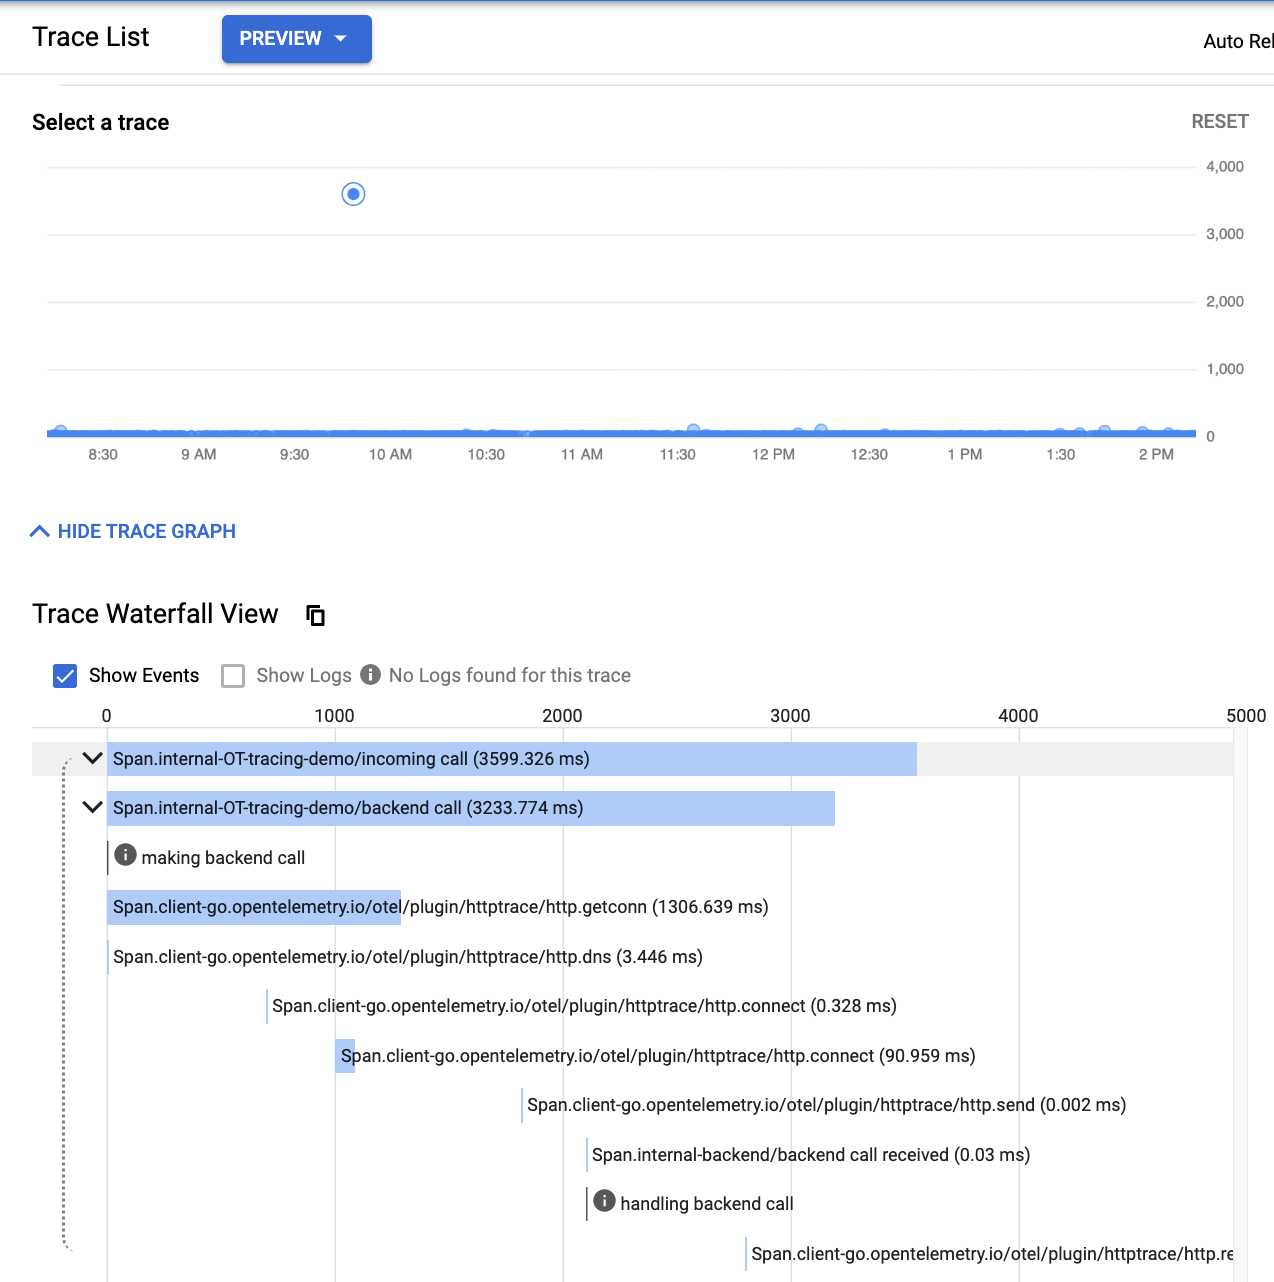 Trace List
PREVIEW
Auto Rel
Select a trace
RESET
4,000
3,000
2,000
1,000
0
8:30 9 AM 9:30 10 AM 10:30 11 AM 11:30 12 PM 12:30 1 PM 1:30 2 PM
HIDE TRACE GRAPH
Trace Waterfall View
Show Events Show Logs No Logs found for this trace
0 1000 2000 3000 4000 5000
Span.internal-OT-tracing-demo/incoming call (3599.326 ms)
Span.internal-OT-tracing-demo/backend call (3233.774 ms)
making backend call
Span.client-go.opentelemetry.io/otel/plugin/httptrace/http.getconn (1306.639 ms)
Span.client-go.opentelemetry.io/otel/plugin/httptrace/http.dns (3.446 ms)
Span.client-go.opentelemetry.io/otel/plugin/httptrace/http.connect (0.328 ms)
Span.client-go.opentelemetry.io/otel/plugin/httptrace/http.connect (90.959 ms)
Span.client-go.opentelemetry.io/otel/plugin/httptrace/http.send (0.002 ms)
Span.internal-backend/backend call received (0.03 ms)
handling backend call
Span.client-go.opentelemetry.io/otel/plugin/httptrace/http.re